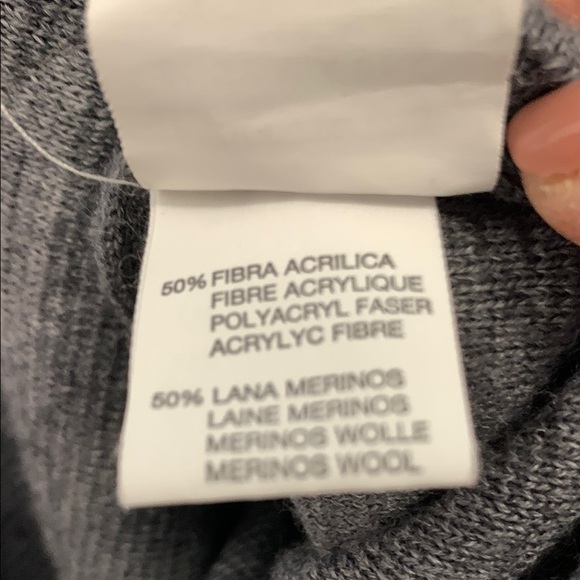 50% FIBRA ACRILICA
FIBRE ACRYLIQUE
POLYACRYL FASER
ACRYLYC FIBRE
50% LANA MERINOS
LAINE MERINOS
MERINOS WOLLE
MERINOS WOOL